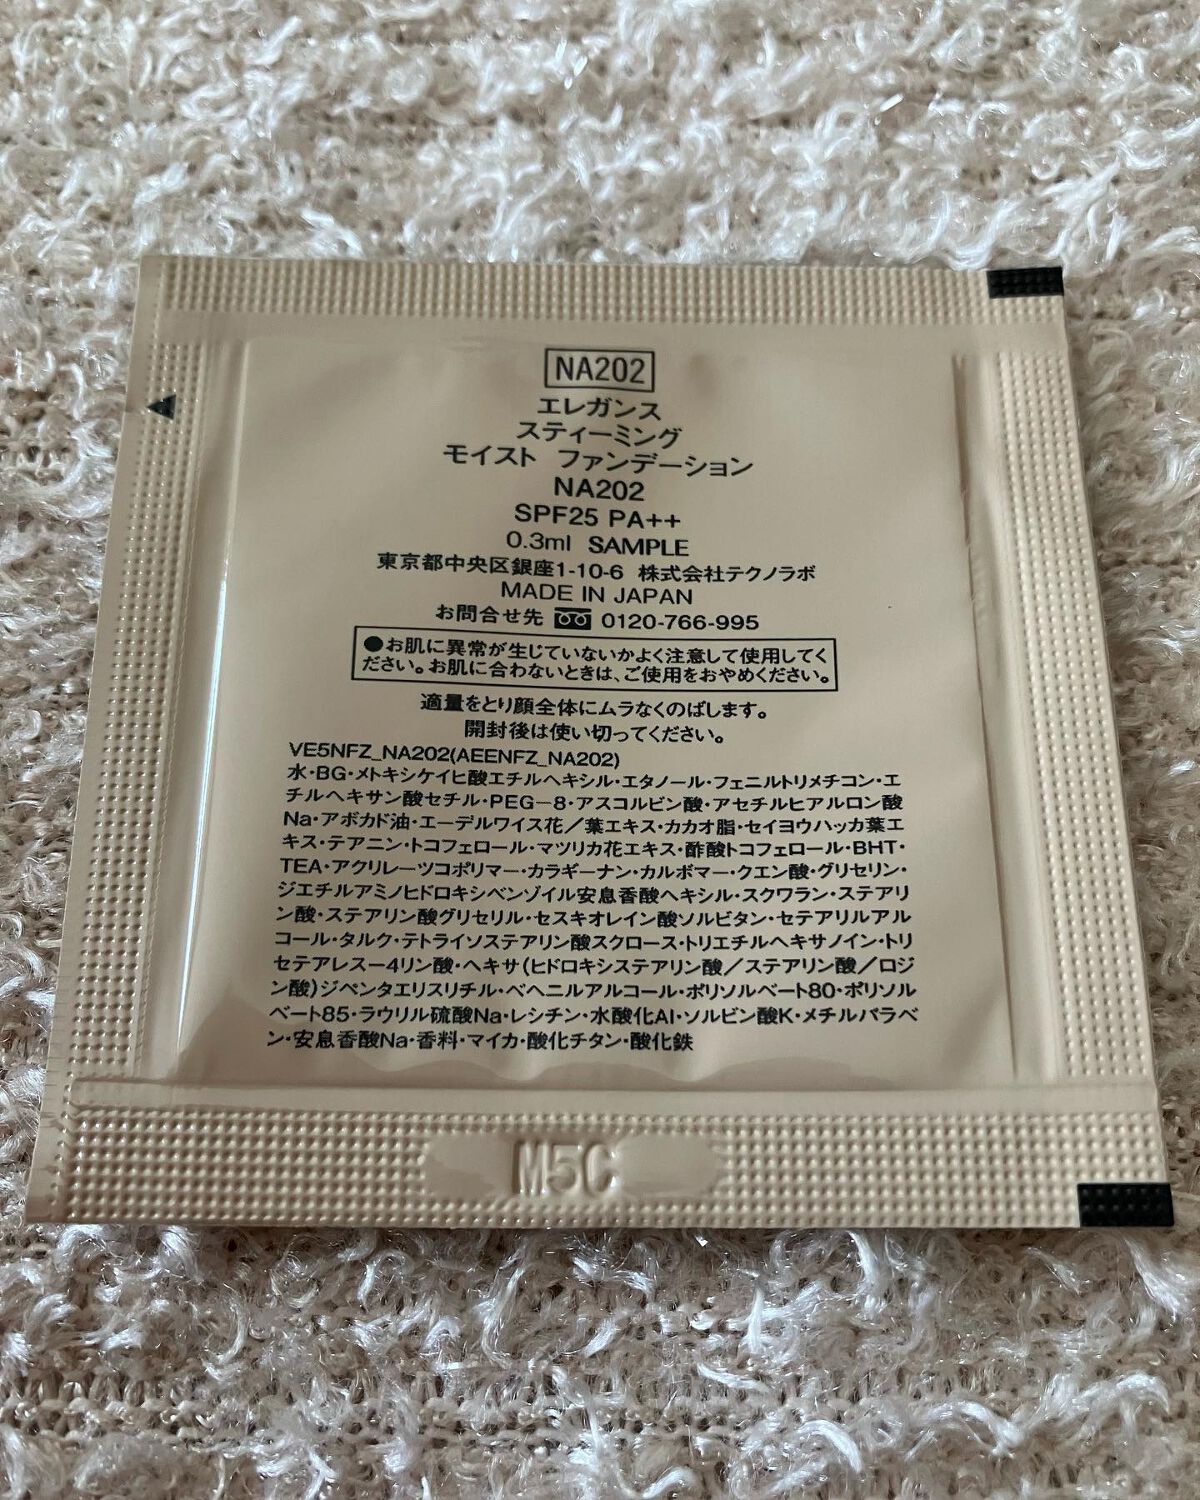 NA202
エレガンス
スティーミング
モイスト ファンデーション
NA202
SPF25 PA++
0.3ml SAMPLE
東京都中央区銀座1-10-6 株式会社テクノラボ
MADE IN JAPAN
お問合せ先 0120-766-995
●お肌に異常が生じていないかよく注意して使用してく
ださい。お肌に合わないときは、ご使用をおやめください。
適量をとり顔全体にムラなくのばします。
開封後は使い切ってください。
VE5NFZ_NA202(AEENFZ_NA202)
水・BG・メトキシケイヒ酸エチルヘキシル・エタノール・フェニルトリメチコン・エ
チルヘキサン酸セチル・PEG-8・アスコルビン酸・アセチルヒアルロン酸
Na・アボカド油・エーデルワイス花/葉エキス・カカオ脂・セイヨウハッカ葉エ
キス・テアニン・トコフェロール・マツリカ花エキス・酢酸トコフェロール・BHT・
TEA・アクリレーツコポリマー・カラギーナン・カルボマー・クエン酸・グリセリン・
ジエチルアミノヒドロキシベンゾイル安息香酸ヘキシル・スクワラン・ステアリ
ン酸・ステアリン酸グリセリル・セスキオレイン酸ソルビタン・セテアリルアル
コール・タルク・テトライソステアリン酸スクロース・トリエチルヘキサノイン・トリ
セテアレス-4リン酸・ヘキサ(ヒドロキシステアリン酸/ステアリン酸/ロジ
ン酸)ジペンタエリスリチル・ベヘニルアルコール・ポリソルベート80・ポリソル
ベート85・ラウリル硫酸Na・レシチン・水酸化Al・ソルビン酸K・メチルパラベ
ン・安息香酸Na・香料・マイカ・酸化チタン・酸化鉄
M5C